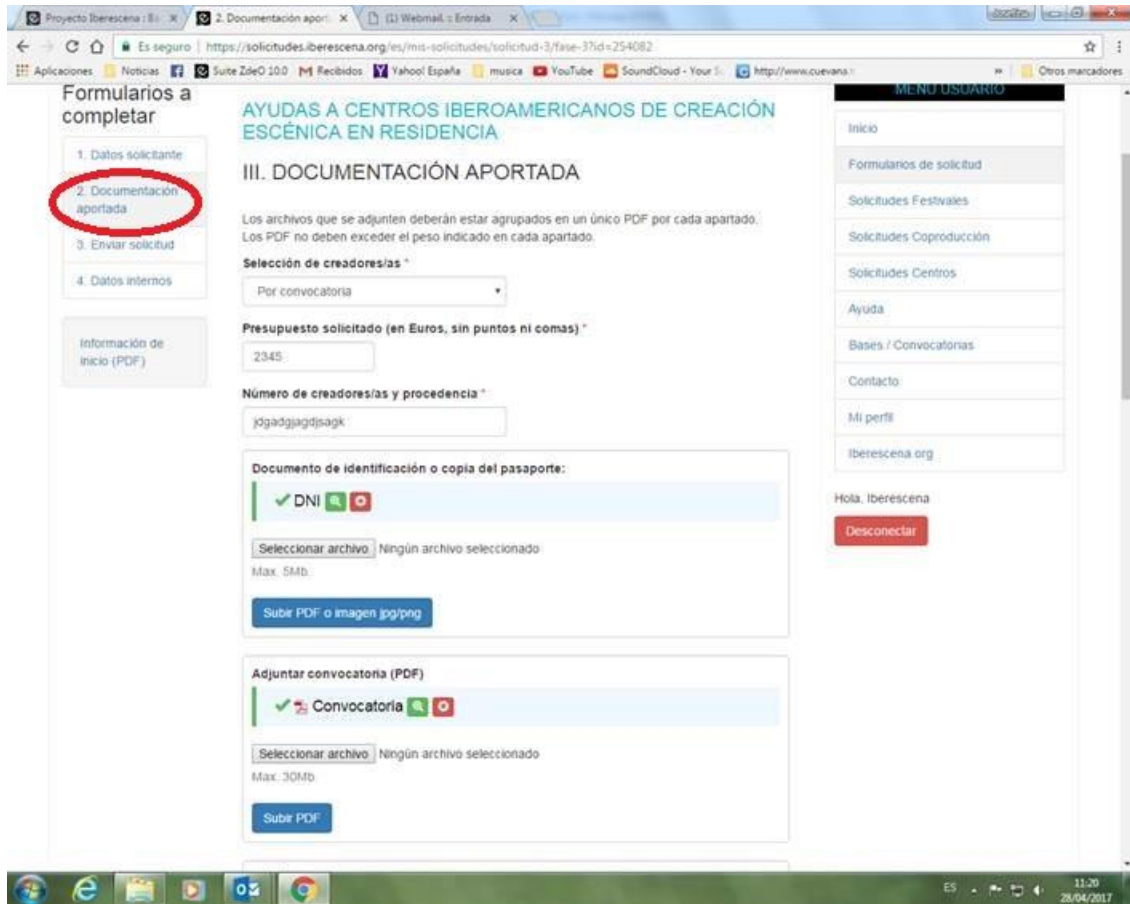 Proyecto Iberescena : Ba
2. Documentación aport
(1) Webmail :: Entrada
Es seguro
https://solicitudes.iberescena.org/es/mis-solicitudes/solicitud-3/fase-3?id=254082
Aplicaciones
Noticias
Suite ZdeO 10.0
Recibidos
Yahoo! España
musica
YouTube
SoundCloud - Your S
http://www.cuevana.
Otros marcadores
Formularios a
completar
1. Datos solicitante
2. Documentación
aportada
3. Enviar solicitud
4. Datos internos
Información de
inicio (PDF)
AYUDAS A CENTROS IBEROAMERICANOS DE CREACIÓN
ESCÉNICA EN RESIDENCIA
III. DOCUMENTACIÓN APORTADA
Los archivos que se adjunten deberán estar agrupados en un único PDF por cada apartado.
Los PDF no deben exceder el peso indicado en cada apartado.
Selección de creadores/as *
Por convocatoria
Presupuesto solicitado (en Euros, sin puntos ni comas) *
2345
Número de creadores/as y procedencia *
jdgadgjagdjsagk
Documento de identificación o copia del pasaporte:
DNI
Seleccionar archivo Ningún archivo seleccionado
Max. 5Mb.
Subir PDF o imagen jpg/png
Adjuntar convocatoria (PDF)
Convocatoria
Seleccionar archivo Ningún archivo seleccionado
Max. 30Mb
Subir PDF
MENÚ USUARIO
Inicio
Formularios de solicitud
Solicitudes Festivales
Solicitudes Coproducción
Solicitudes Centros
Ayuda
Bases / Convocatorias
Contacto
Mi perfil
Iberescena.org
Hola, Iberescena
Desconectar
ES
11:20
28/04/2017